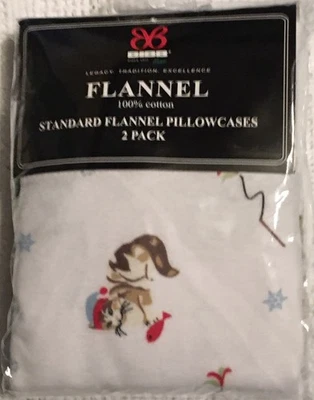 LEGACY. TRADITION. EXCELLENCE
FLANNEL
100% cotton
STANDARD FLANNEL PILLOWCASES
2 PACK